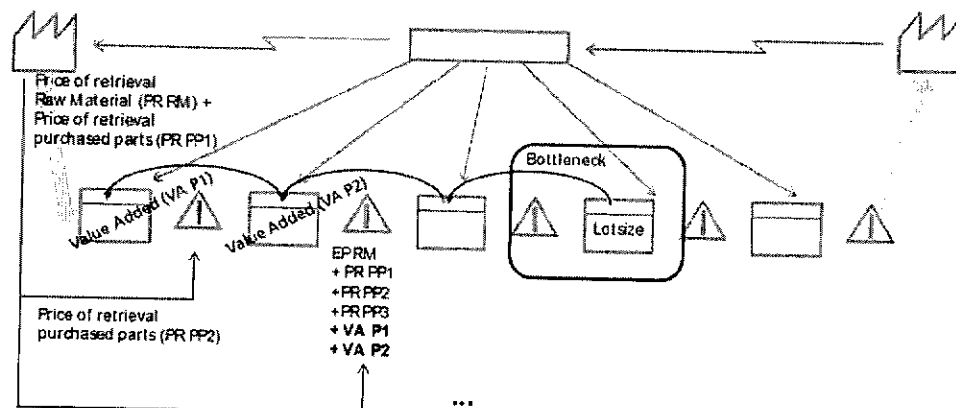 Price of retrieval
Raw Material (PR RM) +
Price of retrieval
purchased parts (PR PP1)
Bottleneck
Value Added (VA P1)
Value Added (VA P2)
Lotsize
EPRM
+ PR PP1
+PR PP2
+PR PP3
+ VA P1
+ VA P2
Price of retrieval
purchased parts (PR PP2)
...